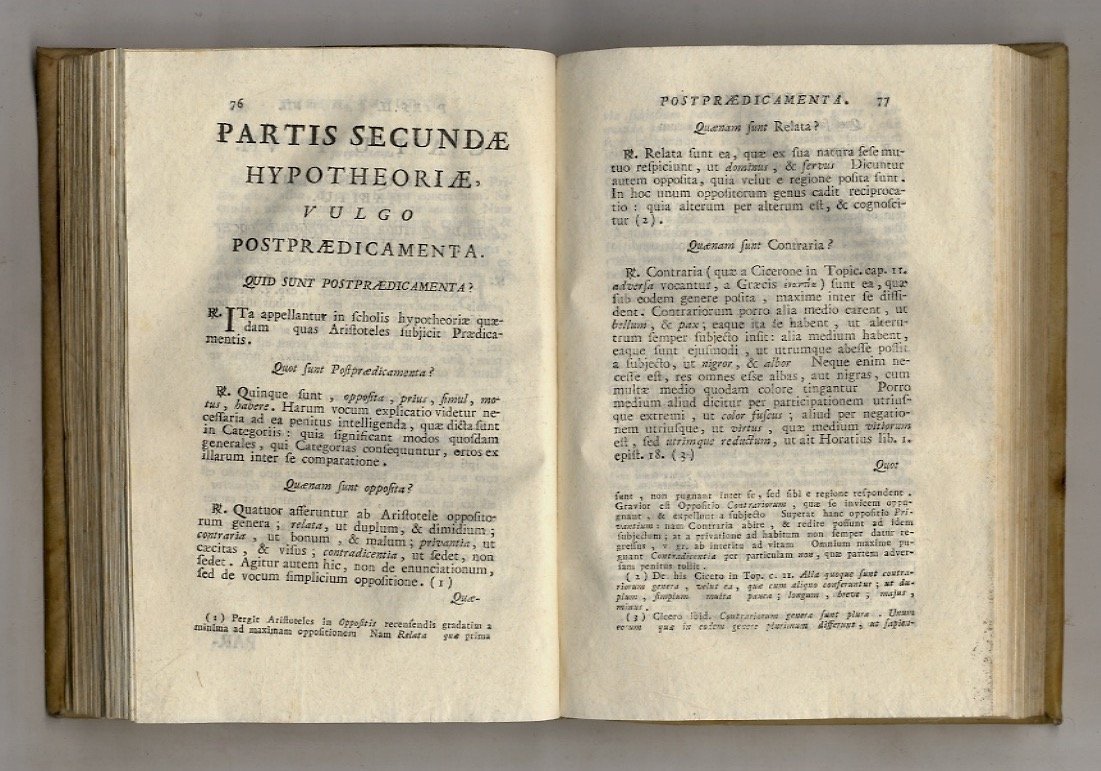 76
PARTIS SECUNDÆ
HYPOTHEORIÆ,
VULGO
POSTPRÆDICAMENTA.
QUID SUNT POSTPRÆDICAMENTA?
℟. ITa appellantur in ſcholis hypotheoriæ quæ-
dam quas Ariſtoteles ſubjicit Prædica-
mentis.
Quot ſunt Poſtprædicamenta?
℟. Quinque ſunt, oppoſita, prius, ſimul, mo-
tus, habere. Harum vocum explicatio videtur ne-
ceſſaria ad ea penitus intelligenda, quæ dicta ſunt
in Categoriis: quia ſignificant modos quoſdam
generales, qui Categorias conſequuntur, ortos ex
illarum inter ſe comparatione.
Quænam ſunt oppoſita?
℟. Quatuor afferuntur ab Ariſtotele oppoſito-
rum genera; relata, ut duplum, & dimidium;
contraria, ut bonum, & malum; privantia, ut
cæcitas, & viſus; contradicentia, ut ſedet, non
ſedet. Agitur autem hic, non de enunciationum,
ſed de vocum ſimplicium oppoſitione. (1)
Quæ-
(1) Pergit Ariſtoteles in Oppoſitis recenſendis gradatim a
minima ad maximam oppoſitionem Nam Relata quæ prima
POSTPRÆDICAMENTA. 77
Quænam ſunt Relata?
℟. Relata ſunt ea, quæ ex ſua natura ſeſe mu-
tuo reſpiciunt, ut dominus, & ſervus Dicuntur
autem oppoſita, quia velut e regione poſita ſunt.
In hoc unum oppoſitorum genus cadit reciproca-
tio: quia alterum per alterum eſt, & cognoſci-
tur (2).
Quænam ſunt Contraria?
℟. Contraria (quæ a Cicerone in Topic. cap. 11.
adverſa vocantur, a Græcis) ſunt ea, quæ
ſub eodem genere poſita, maxime inter ſe diſſi-
dent. Contrariorum porro alia medio carent, ut
bellum, & pax; eaque ita ſe habent, ut alteru-
trum ſemper ſubjecto inſit: alia medium habent,
eaque ſunt ejuſmodi, ut utrumque abeſſe poſſit
a ſubjecto, ut nigror, & albor Neque enim ne-
ceſſe eſt, res omnes eſſe albas, aut nigras, cum
multæ medio quodam colore tingantur Porro
medium aliud dicitur per participationem utriuſ-
que extremi, ut color fuſcus; aliud per negatio-
nem utriuſque, ut virtus, quæ medium vitiorum
eſt, ſed utrimque reductum, ut ait Horatius lib. 1.
epiſt. 18. (3)
Quot
ſunt, non pugnant inter ſe, ſed ſibi e regione reſpondent.
Gravior eſt Oppoſitio Contrariorum, quæ ſe invicem oppu-
gnant, & expellunt a ſubjecto Superat hanc oppoſitio Pri-
vantium: nam Contraria abire, & redire poſſunt ad idem
ſubjectum; at a privatione ad habitum non ſemper datur re-
greſſus, v. gr. ab interitu ad vitam Omnium maxime pu-
gnant Contradicentia per particulam non, quæ partem adver-
ſam penitus tollit.
(2) De his Cicero in Top. c. 11. Alia quoque ſunt contra-
riorum genera, velut ea, quæ cum aliquo conferuntur; ut du-
plum, ſimplum multa pauca; longum, breve; majus,
minus.
(3) Cicero ibid. Contrariorum genera ſunt plura. Unum
eorum quæ in eodem genere plurimum differunt, ut ſapien-